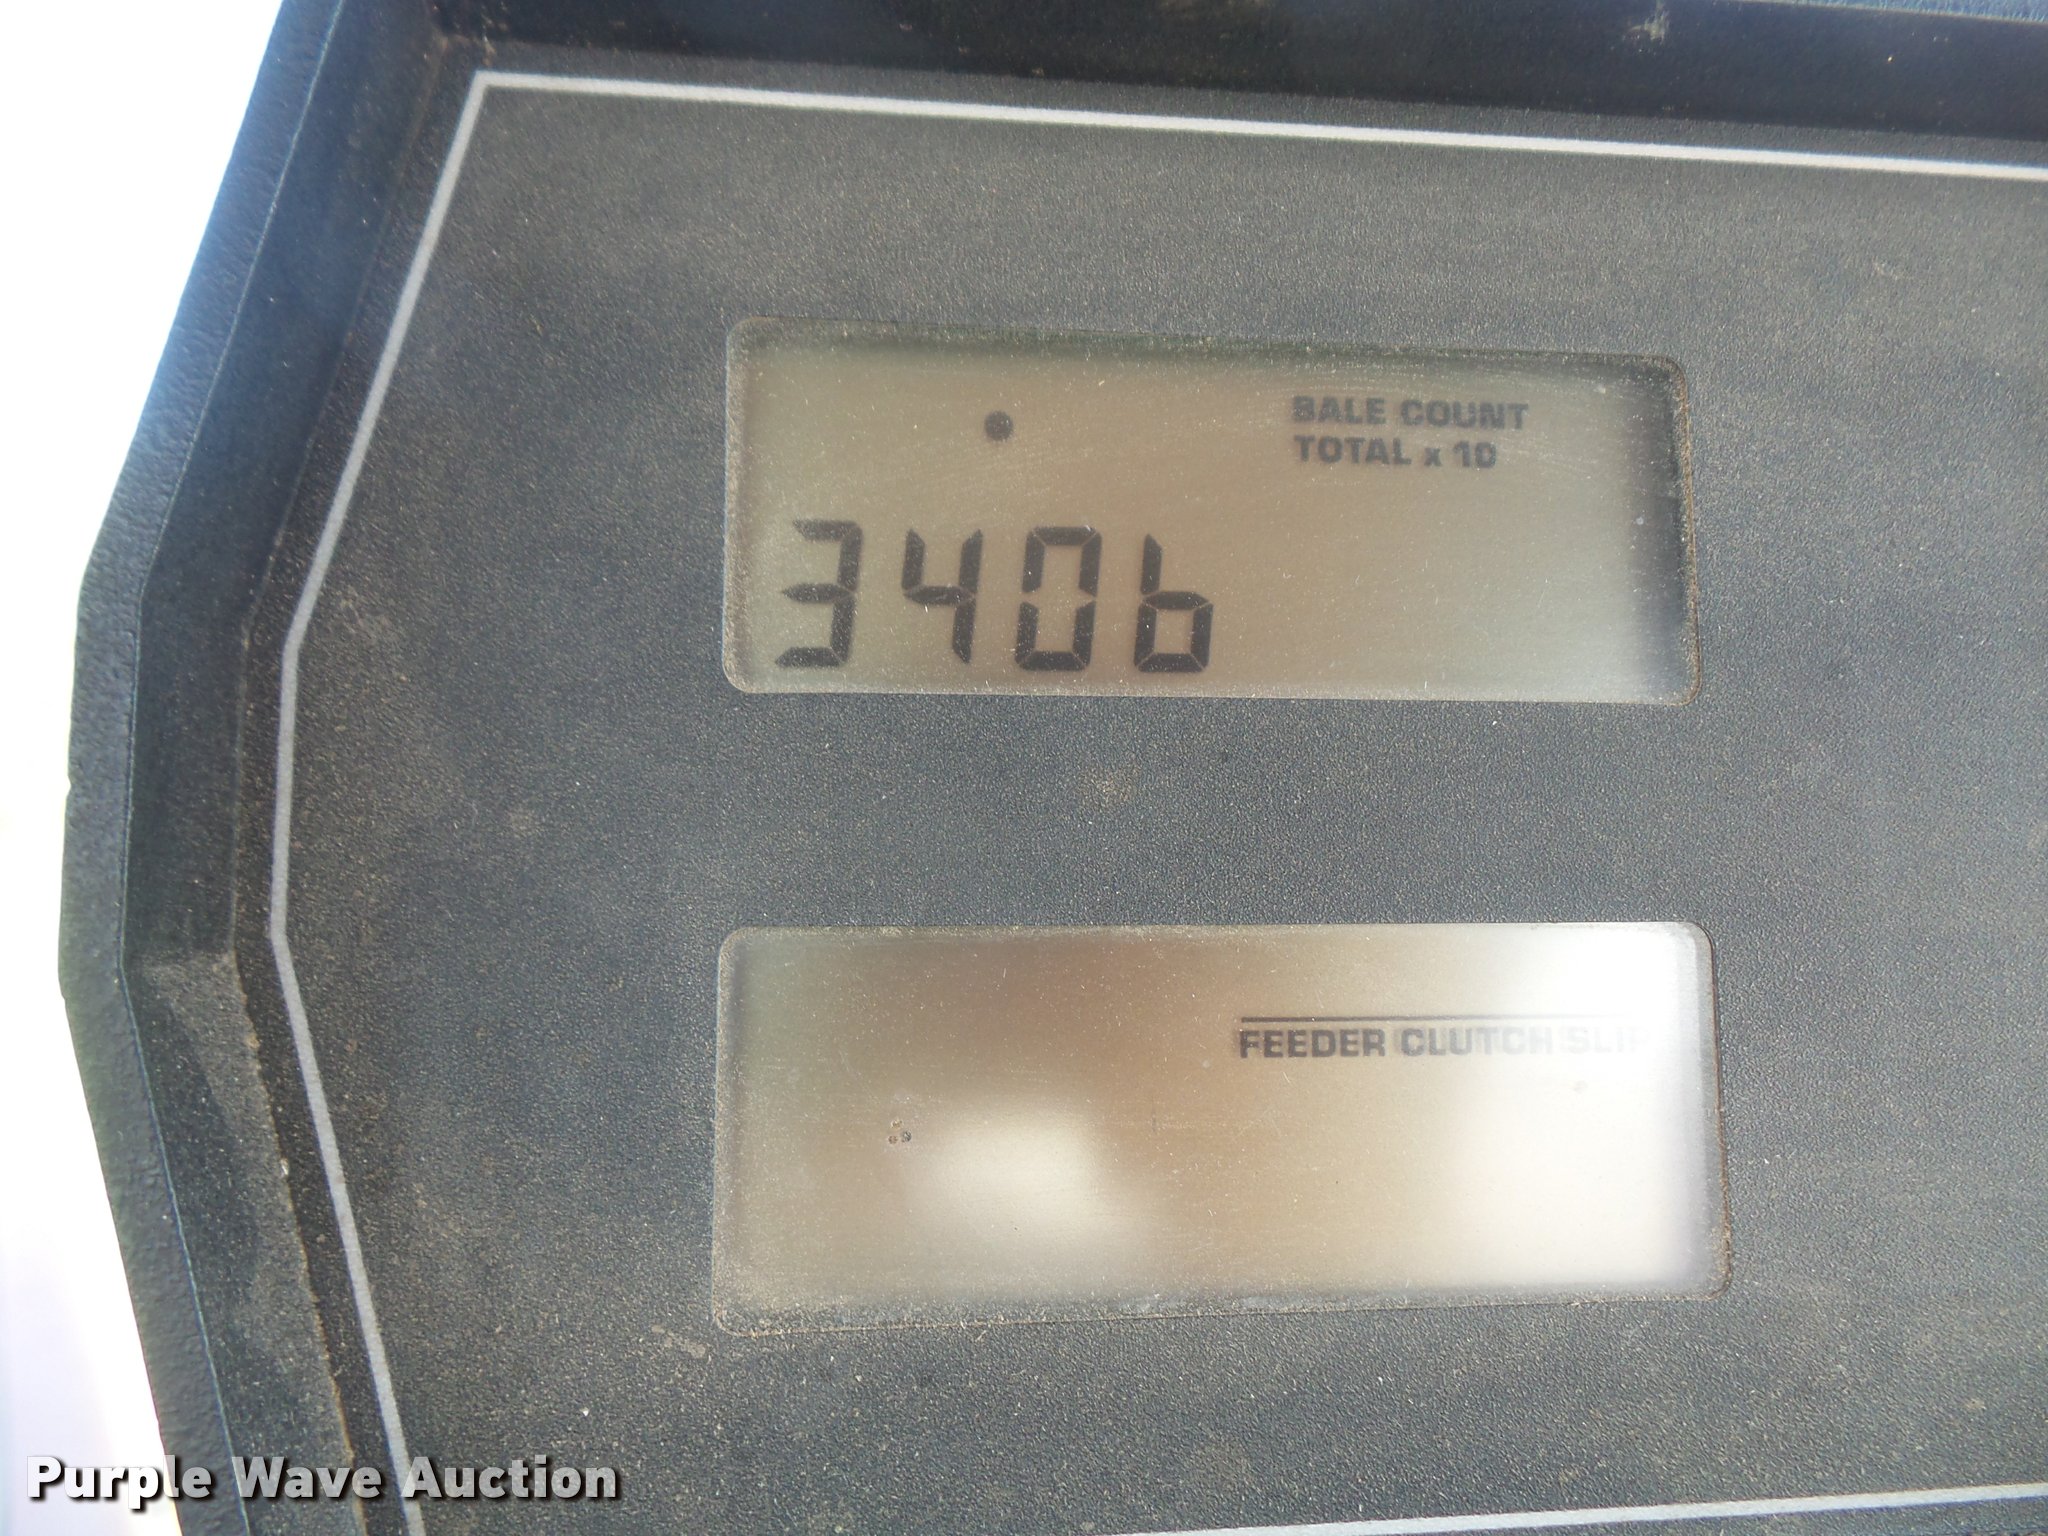 BALE COUNT
TOTAL x 10
3406
FEEDER CLUTCH SLIP
Purple Wave Auction